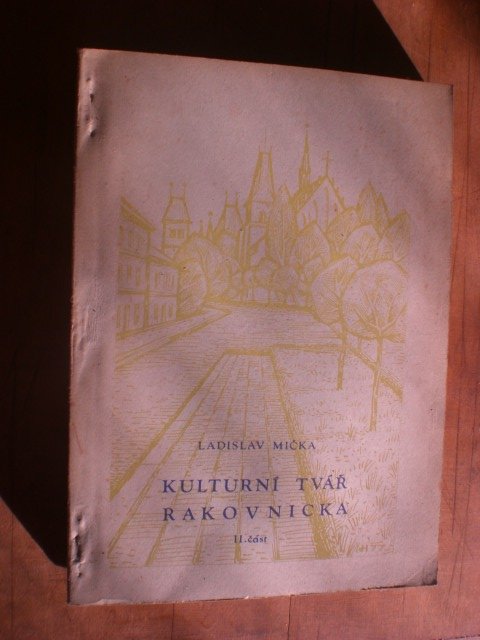 LADISLAV MIČKA
KULTURNÍ TVÁŘ
RAKOVNICKA
II. část